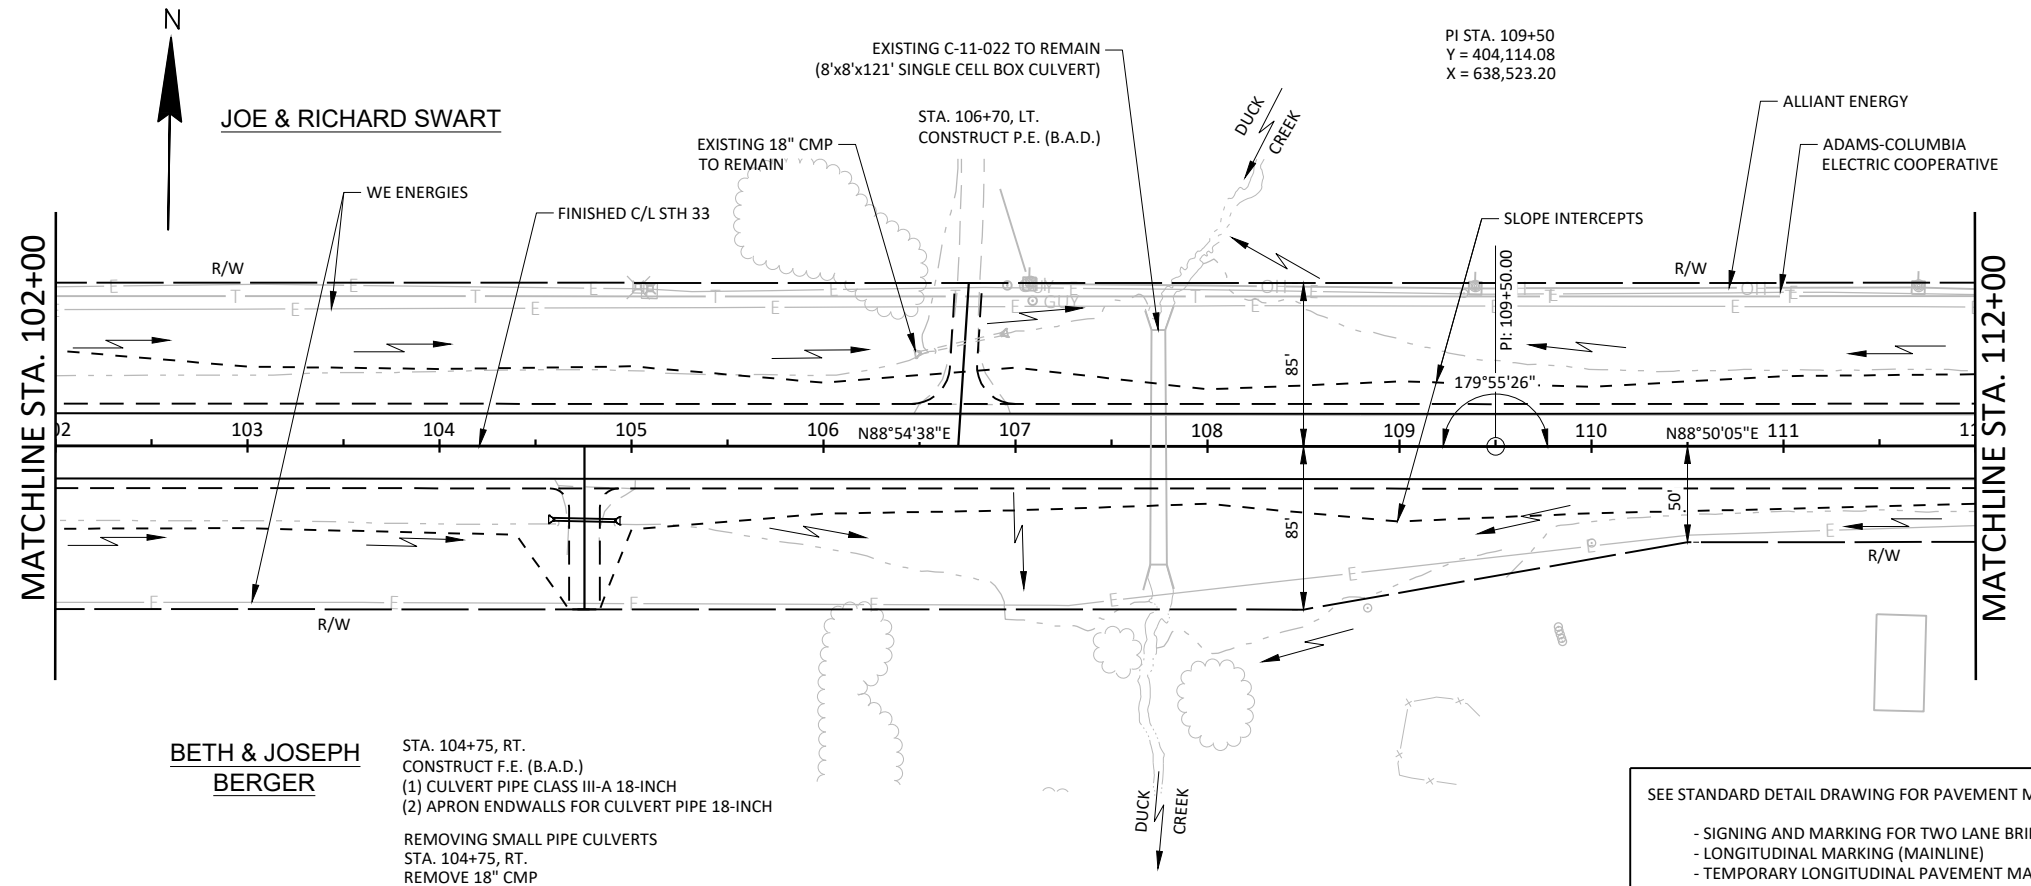 N
JOE & RICHARD SWART
EXISTING C-11-022 TO REMAIN
(8'x8'x121' SINGLE CELL BOX CULVERT)
PI STA. 109+50
Y = 404,114.08
X = 638,523.20
STA. 106+70, LT.
CONSTRUCT P.E. (B.A.D.)
EXISTING 18" CMP
TO REMAIN
DUCK
CREEK
ALLIANT ENERGY
ADAMS-COLUMBIA
ELECTRIC COOPERATIVE
WE ENERGIES
FINISHED C/L STH 33
SLOPE INTERCEPTS
MATCHLINE STA. 102+00
R/W
R/W
E E E E E
T T T T
E E E E E E E
OH
OH
GUY
PI: 109+50.00
MATCHLINE STA. 112+00
85'
179°55'26"
02 103 104 105 106 N88°54'38"E 107 108 109 110 N88°50'05"E 111 11
85'
50'
E E E E E E E E
R/W
R/W
BETH & JOSEPH
BERGER
STA. 104+75, RT.
CONSTRUCT F.E. (B.A.D.)
(1) CULVERT PIPE CLASS III-A 18-INCH
(2) APRON ENDWALLS FOR CULVERT PIPE 18-INCH
REMOVING SMALL PIPE CULVERTS
STA. 104+75, RT.
REMOVE 18" CMP
DUCK
CREEK
SEE STANDARD DETAIL DRAWING FOR PAVEMENT M
- SIGNING AND MARKING FOR TWO LANE BRI
- LONGITUDINAL MARKING (MAINLINE)
- TEMPORARY LONGITUDINAL PAVEMENT MA